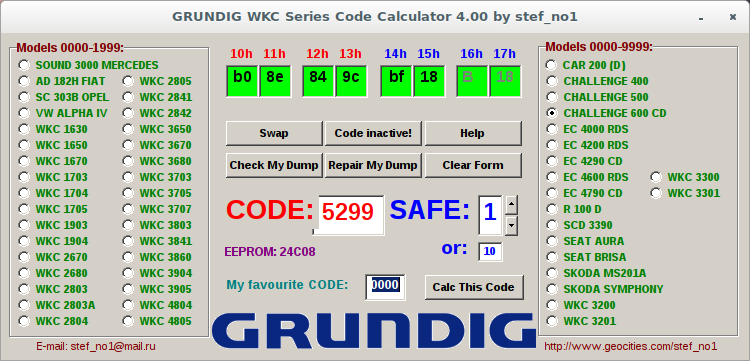 GRUNDIG WKC Series Code Calculator 4.00 by stef_no1
Models 0000-1999:
SOUND 3000 MERCEDES
AD 182H FIAT WKC 2805
SC 303B OPEL WKC 2841
VW ALPHA IV WKC 2842
WKC 1630 WKC 3650
WKC 1650 WKC 3670
WKC 1670 WKC 3680
WKC 1703 WKC 3703
WKC 1704 WKC 3705
WKC 1705 WKC 3707
WKC 1903 WKC 3803
WKC 1904 WKC 3841
WKC 2670 WKC 3860
WKC 2680 WKC 3904
WKC 2803 WKC 3905
WKC 2803A WKC 4804
WKC 2804 WKC 4805
E-mail: stef_no1@mail.ru
10h 11h 12h 13h 14h 15h 16h 17h
b0 8e 84 9c bf 18 B 18
Swap Code inactive! Help
Check My Dump Repair My Dump Clear Form
CODE: 5299 SAFE: 1
EEPROM: 24C08 or: 10
My favourite CODE: 0000 Calc This Code
GRUNDIG
Models 0000-9999:
CAR 200 (D)
CHALLENGE 400
CHALLENGE 500
CHALLENGE 600 CD
EC 4000 RDS
EC 4200 RDS
EC 4290 CD
EC 4600 RDS WKC 3300
EC 4790 CD WKC 3301
R 100 D
SCD 3390
SEAT AURA
SEAT BRISA
SKODA MS201A
SKODA SYMPHONY
WKC 3200
WKC 3201
http://www.geocities.com/stef_no1